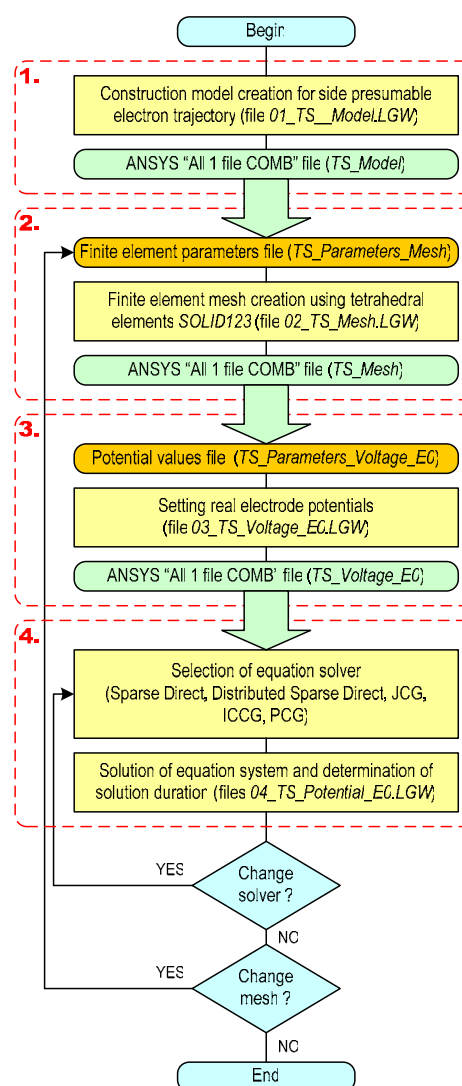 Begin
1.
Construction model creation for side presumable
electron trajectory (file 01_TS__Model.LGW)
ANSYS “All 1 file COMB” file (TS_Model)
2.
Finite element parameters file (TS_Parameters_Mesh)
Finite element mesh creation using tetrahedral
elements SOLID123 (file 02_TS_Mesh.LGW)
ANSYS “All 1 file COMB” file (TS_Mesh)
3.
Potential values file (TS_Parameters_Voltage_E0)
Setting real electrode potentials
(file 03_TS_Voltage_E0.LGW)
ANSYS “All 1 file COMB” file (TS_Voltage_E0)
4.
Selection of equation solver
(Sparse Direct, Distributed Sparse Direct, JCG,
ICCG, PCG)
Solution of equation system and determination of
solution duration (files 04_TS_Potential_E0.LGW)
YES
Change
solver ?
NO
YES
Change
mesh ?
NO
End